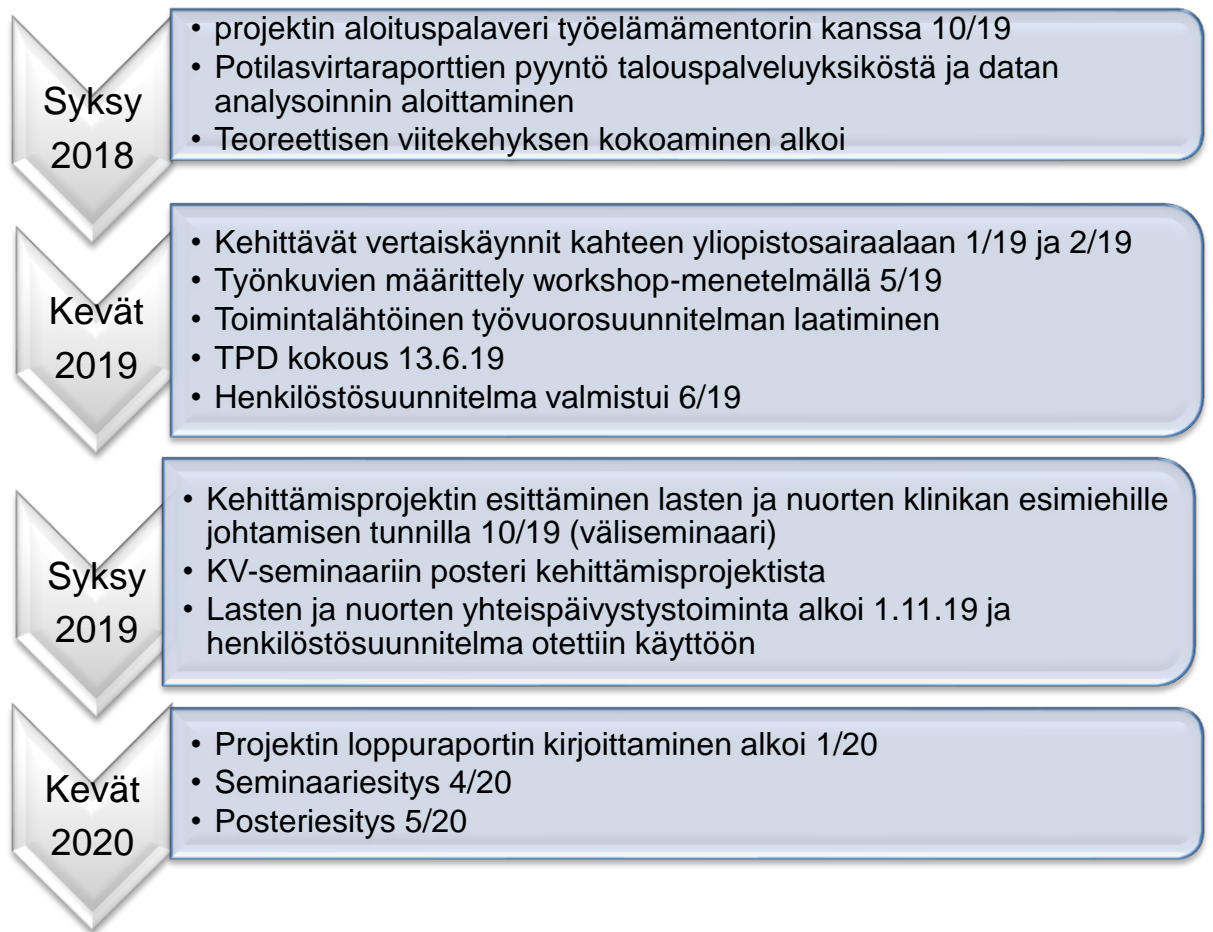 Syksy
2018
• projektin aloituspalaveri työelämämentorin kanssa 10/19
• Potilasvirtaraporttien pyyntö talouspalveluyksiköstä ja datan
analysoinnin aloittaminen
• Teoreettisen viitekehyksen kokoaminen alkoi
Kevät
2019
• Kehittävät vertaiskäynnit kahteen yliopistosairaalaan 1/19 ja 2/19
• Työnkuvien määrittely workshop-menetelmällä 5/19
• Toimintalähtöinen työvuorosuunnitelman laatiminen
• TPD kokous 13.6.19
• Henkilöstösuunnitelma valmistui 6/19
Syksy
2019
• Kehittämisprojektin esittäminen lasten ja nuorten klinikan esimiehille
johtamisen tunnilla 10/19 (väliseminaari)
• KV-seminaariin posteri kehittämisprojektista
• Lasten ja nuorten yhteispäivystystoiminta alkoi 1.11.19 ja
henkilöstösuunnitelma otettiin käyttöön
Kevät
2020
• Projektin loppuraportin kirjoittaminen alkoi 1/20
• Seminaariesitys 4/20
• Posteriesitys 5/20